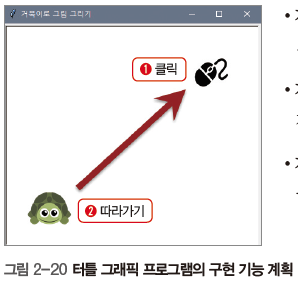 거북이로 그림 그리기
❶ 클릭
❷ 따라가기
그림 2-20 터틀 그래픽 프로그램의 구현 기능 계획